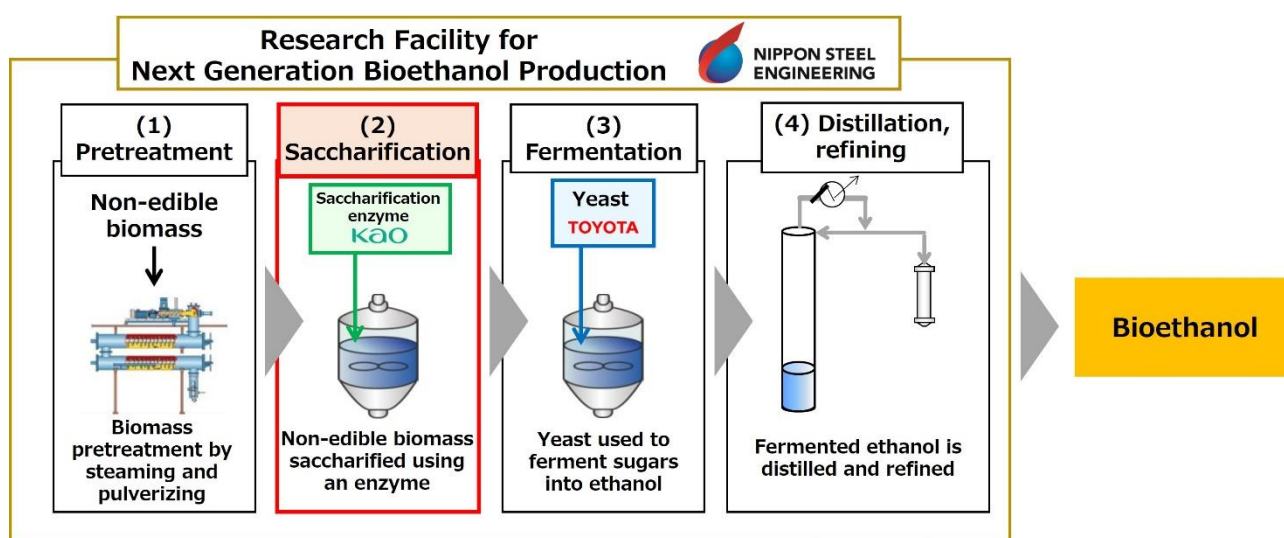 Research Facility for
Next Generation Bioethanol Production
NIPPON STEEL
ENGINEERING
(1)
Pretreatment
Non-edible
biomass
Biomass
pretreatment by
steaming and
pulverizing
(2)
Saccharification
Saccharification
enzyme
Kao
Non-edible biomass
saccharified using
an enzyme
(3)
Fermentation
Yeast
TOYOTA
Yeast used to
ferment sugars
into ethanol
(4) Distillation,
refining
Fermented ethanol is
distilled and refined
Bioethanol